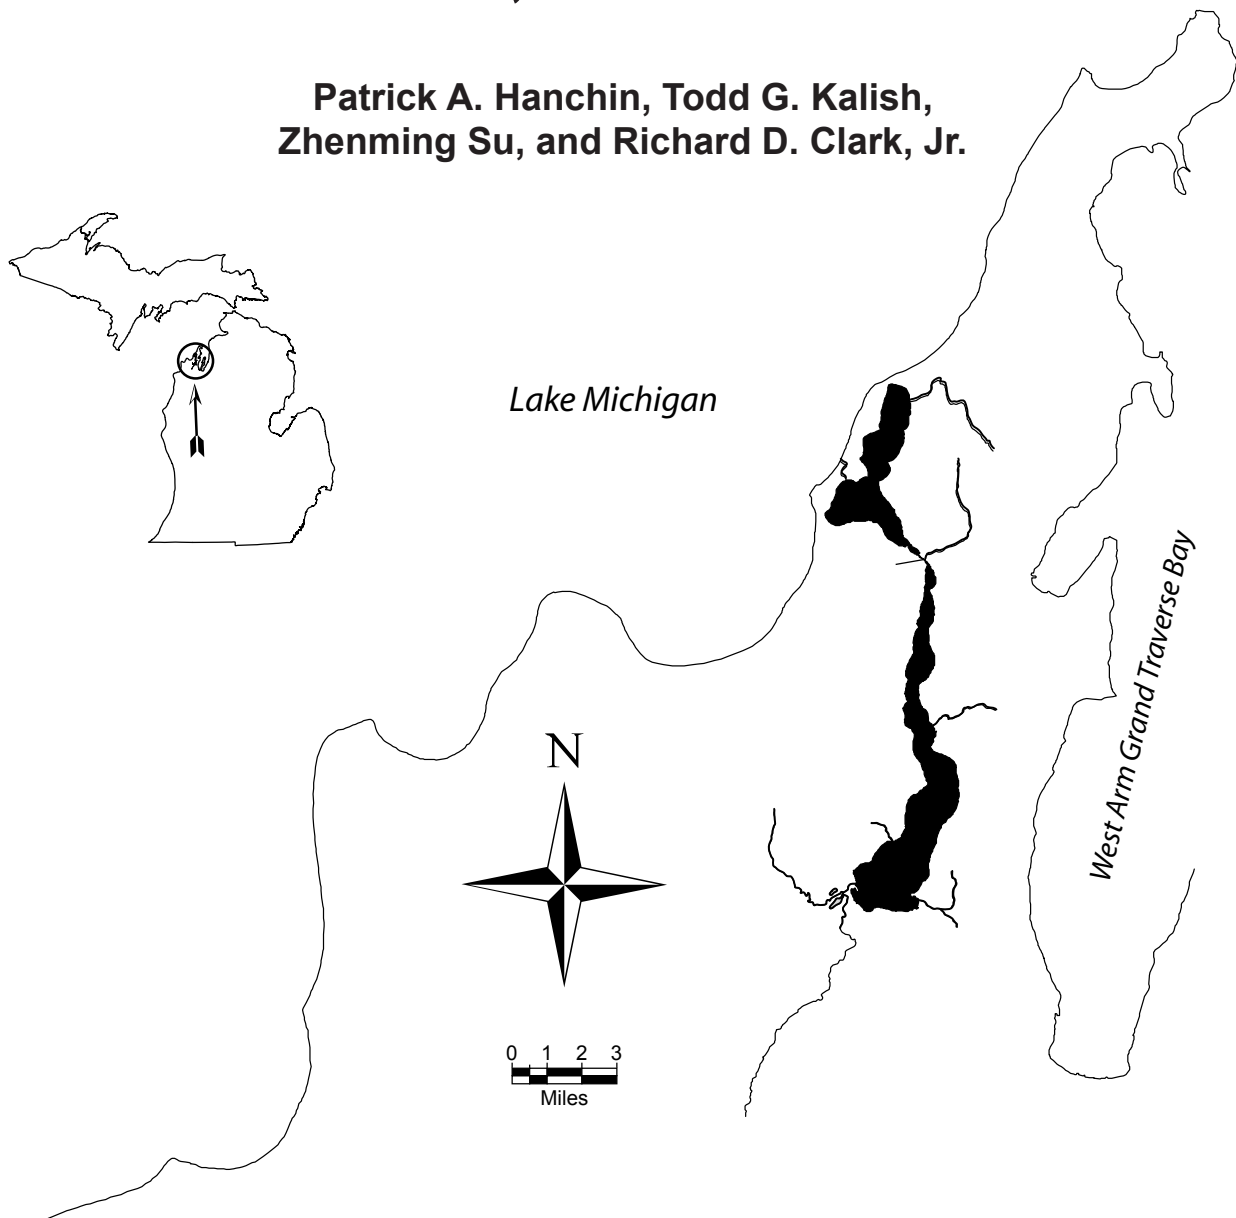 Patrick A. Hanchin, Todd G. Kalish,
Zhenming Su, and Richard D. Clark, Jr.
Lake Michigan
West Arm Grand Traverse Bay
N
0 1 2 3
Miles